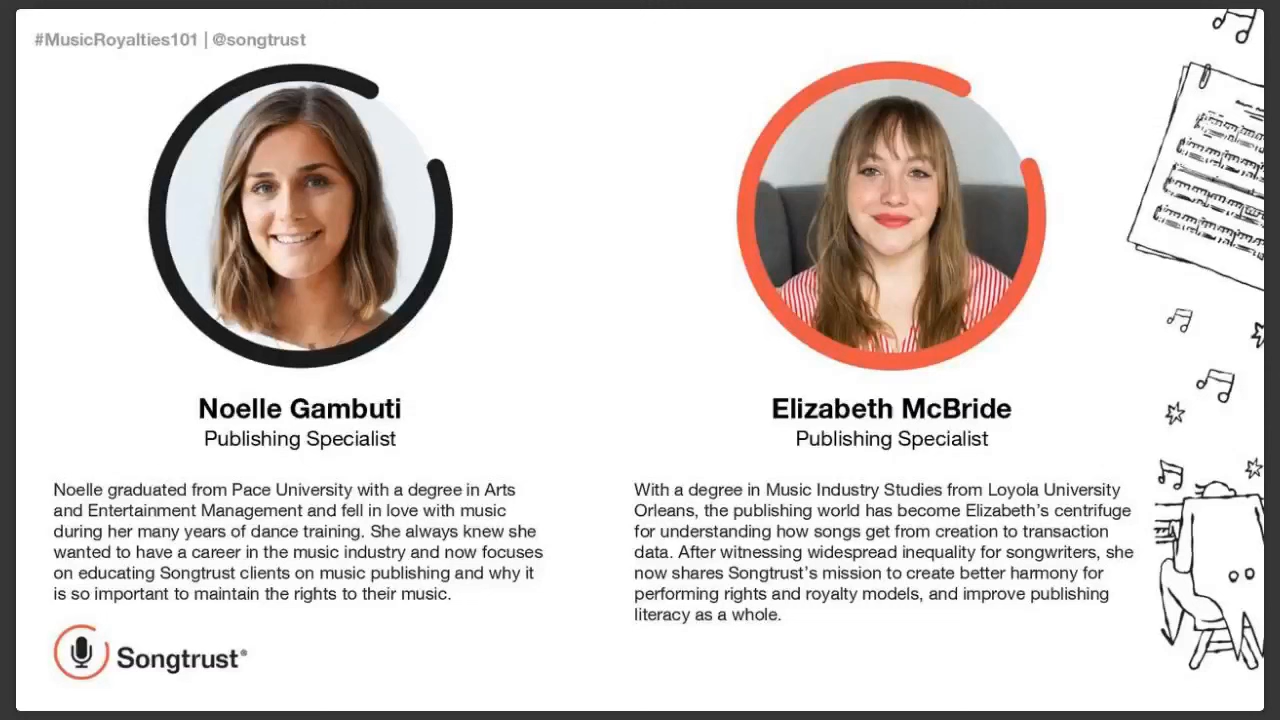 #MusicRoyalties101 | @songtrust
Noelle Gambuti
Publishing Specialist
Noelle graduated from Pace University with a degree in Arts
and Entertainment Management and fell in love with music
during her many years of dance training. She always knew she
wanted to have a career in the music industry and now focuses
on educating Songtrust clients on music publishing and why it
is so important to maintain the rights to their music.
Elizabeth McBride
Publishing Specialist
With a degree in Music Industry Studies from Loyola University
Orleans, the publishing world has become Elizabeth’s centrifuge
for understanding how songs get from creation to transaction
data. After witnessing widespread inequality for songwriters, she
now shares Songtrust’s mission to create better harmony for
performing rights and royalty models, and improve publishing
literacy as a whole.
Songtrust®